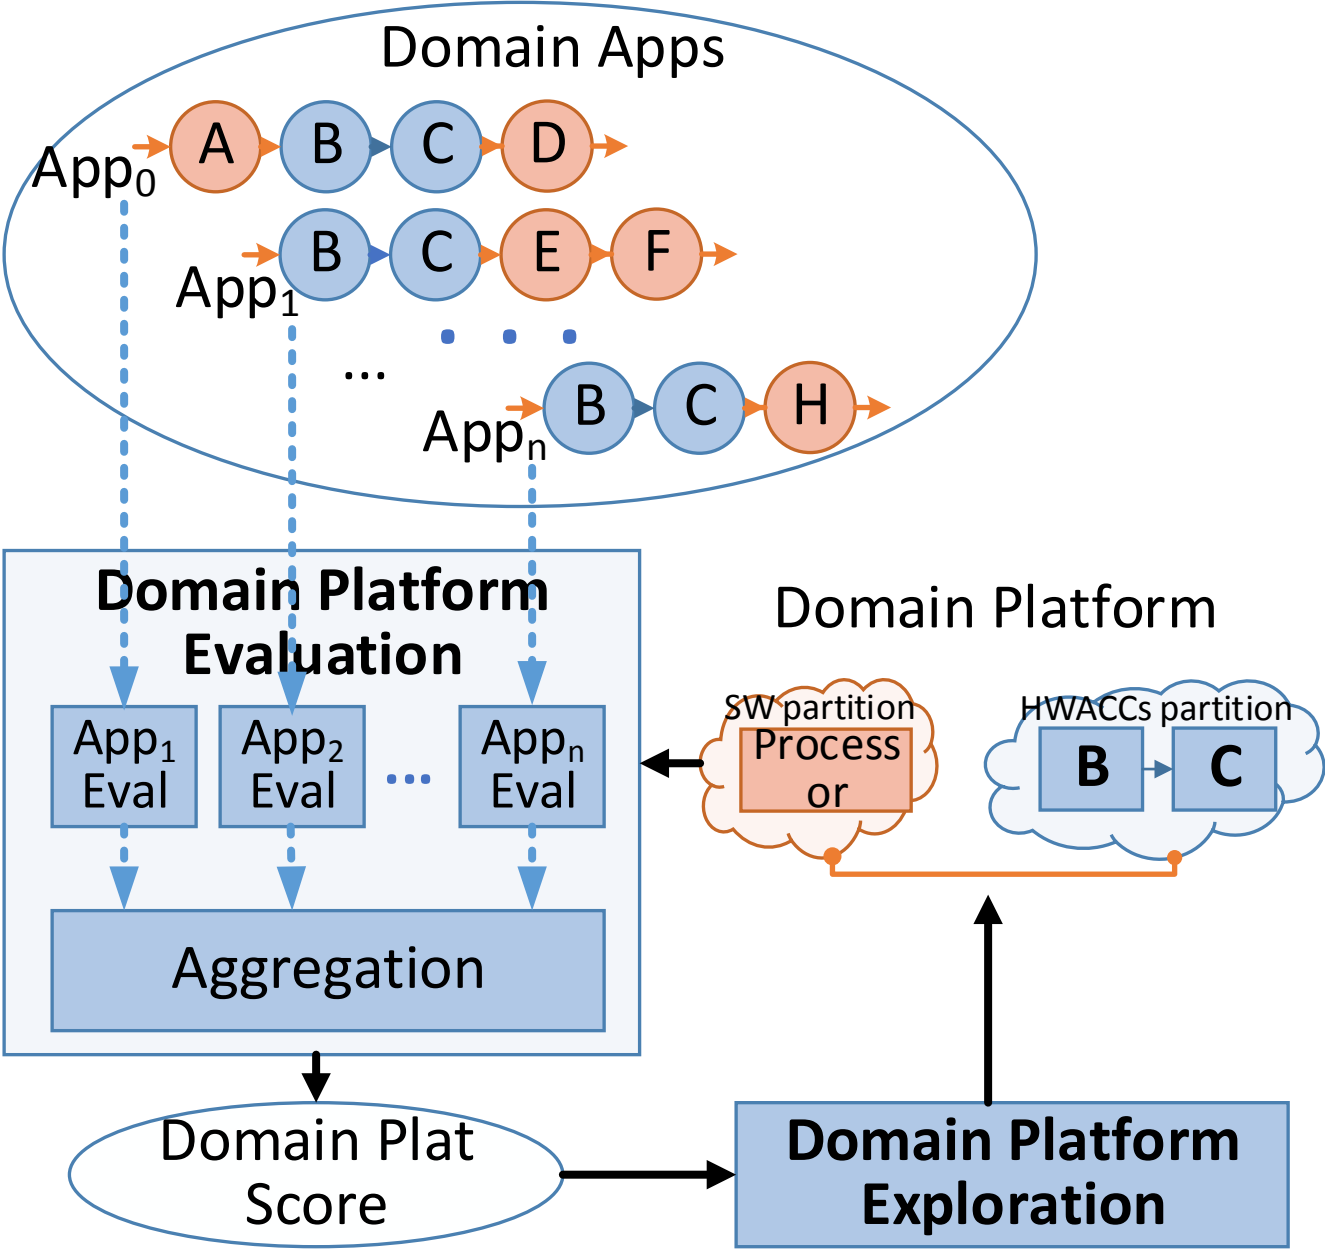 Domain Apps
App0 A B C D
App1 B C E F
...
Appn B C H
Domain Platform
Evaluation
App1
Eval
App2
Eval
Appn
Eval
Aggregation
Domain Platform
SW partition
Process
or
HWACCs partition
B C
Domain Plat
Score
Domain Platform
Exploration